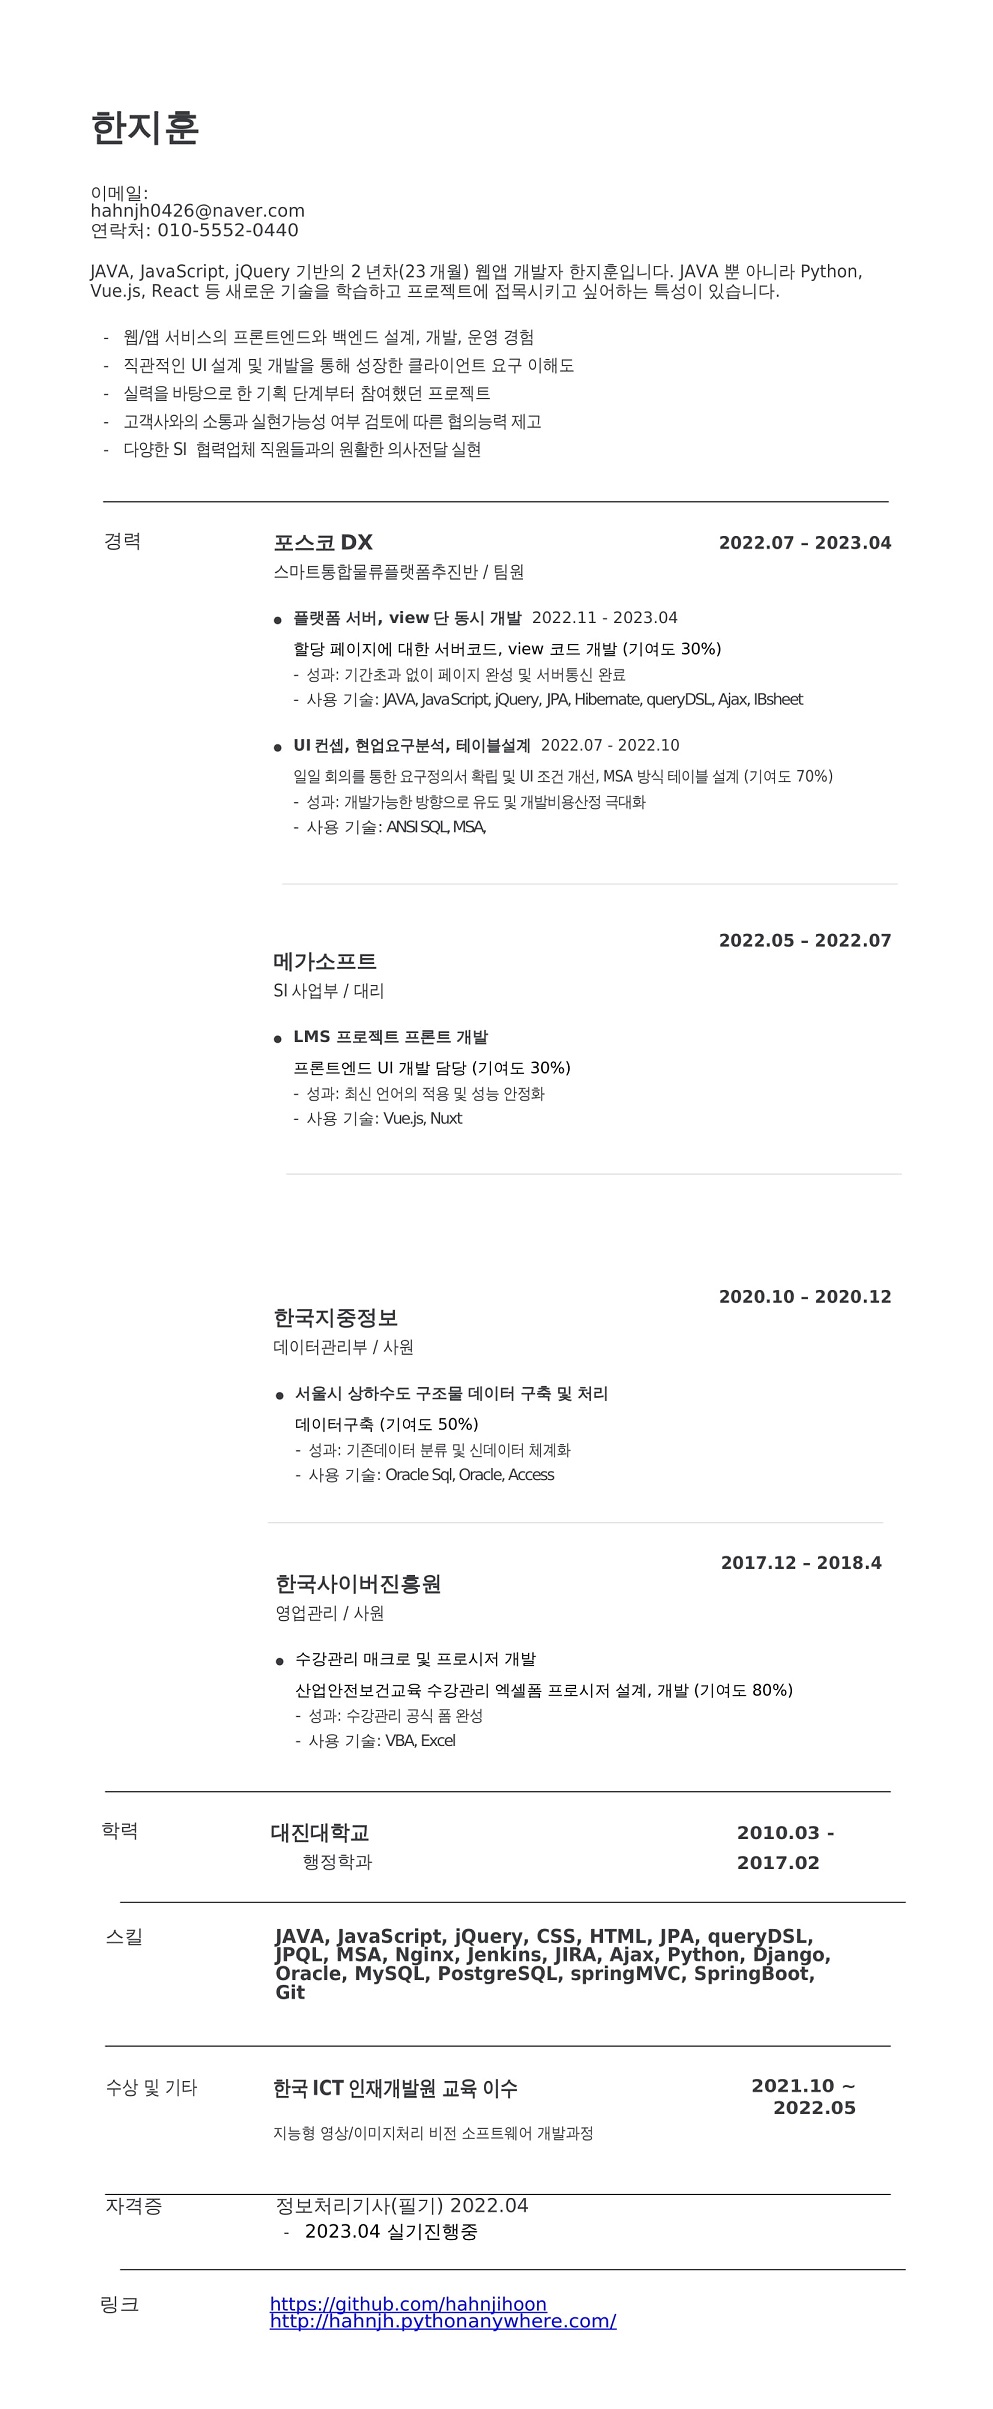 한지훈
이메일:
hahnjh0426@naver.com
연락처: 010-5552-0440
JAVA, JavaScript, jQuery 기반의 2년차(23개월) 웹앱 개발자 한지훈입니다. JAVA 뿐 아니라 Python,
Vue.js, React 등 새로운 기술을 학습하고 프로젝트에 접목시키고 싶어하는 특성이 있습니다.
- 웹/앱 서비스의 프론트엔드와 백엔드 설계, 개발, 운영 경험
- 직관적인 UI 설계 및 개발을 통해 성장한 클라이언트 요구 이해도
- 실력을 바탕으로 한 기획 단계부터 참여했던 프로젝트
- 고객사와의 소통과 실현가능성 여부 검토에 따른 협의능력 제고
- 다양한 SI 협력업체 직원들과의 원활한 의사전달 실현
경력 포스코 DX 2022.07 – 2023.04
스마트통합물류플랫폼추진반 / 팀원
● 플랫폼 서버, view 단 동시 개발 2022.11 - 2023.04
할당 페이지에 대한 서버코드, view 코드 개발 (기여도 30%)
- 성과: 기간초과 없이 페이지 완성 및 서버통신 완료
- 사용 기술: JAVA, JavaScript, jQuery, JPA, Hibernate, queryDSL, Ajax, IBsheet
● UI 컨셉, 현업요구분석, 테이블설계 2022.07 - 2022.10
일일 회의를 통한 요구정의서 확립 및 UI 조건 개선, MSA 방식 테이블 설계 (기여도 70%)
- 성과: 개발가능한 방향으로 유도 및 개발비용산정 극대화
- 사용 기술: ANSI SQL, MSA,
2022.05 – 2022.07
메가소프트
SI 사업부 / 대리
● LMS 프로젝트 프론트 개발
프론트엔드 UI 개발 담당 (기여도 30%)
- 성과: 최신 언어의 적용 및 성능 안정화
- 사용 기술: Vue.js, Nuxt
2020.10 – 2020.12
한국지중정보
데이터관리부 / 사원
● 서울시 상하수도 구조물 데이터 구축 및 처리
데이터구축 (기여도 50%)
- 성과: 기존데이터 분류 및 신데이터 체계화
- 사용 기술: Oracle Sql, Oracle, Access
2017.12 – 2018.4
한국사이버진흥원
영업관리 / 사원
● 수강관리 매크로 및 프로시저 개발
산업안전보건교육 수강관리 엑셀폼 프로시저 설계, 개발 (기여도 80%)
- 성과: 수강관리 공식 폼 완성
- 사용 기술: VBA, Excel
학력 대진대학교 2010.03 -
행정학과 2017.02
스킬 JAVA, JavaScript, jQuery, CSS, HTML, JPA, queryDSL,
JPQL, MSA, Nginx, Jenkins, JIRA, Ajax, Python, Django,
Oracle, MySQL, PostgreSQL, springMVC, SpringBoot,
Git
수상 및 기타 한국 ICT 인재개발원 교육 이수 2021.10 ~
2022.05
지능형 영상/이미지처리 비전 소프트웨어 개발과정
자격증 정보처리기사(필기) 2022.04
- 2023.04 실기진행중
링크 https://github.com/hahnjihoon
http://hahnjh.pythonanywhere.com/